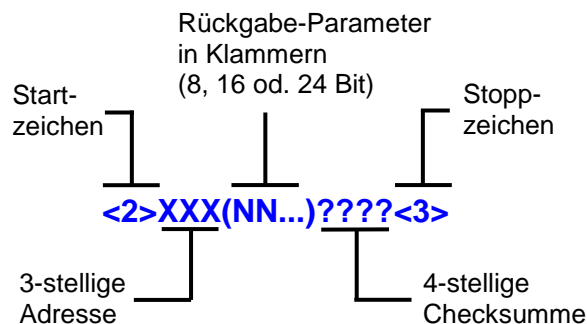 Rückgabe-Parameter
in Klammern
(8, 16 od. 24 Bit)
Start-
zeichen
Stopp-
zeichen
<2>XXX(NN...)????<3>
3-stellige
Adresse
4-stellige
Checksumme